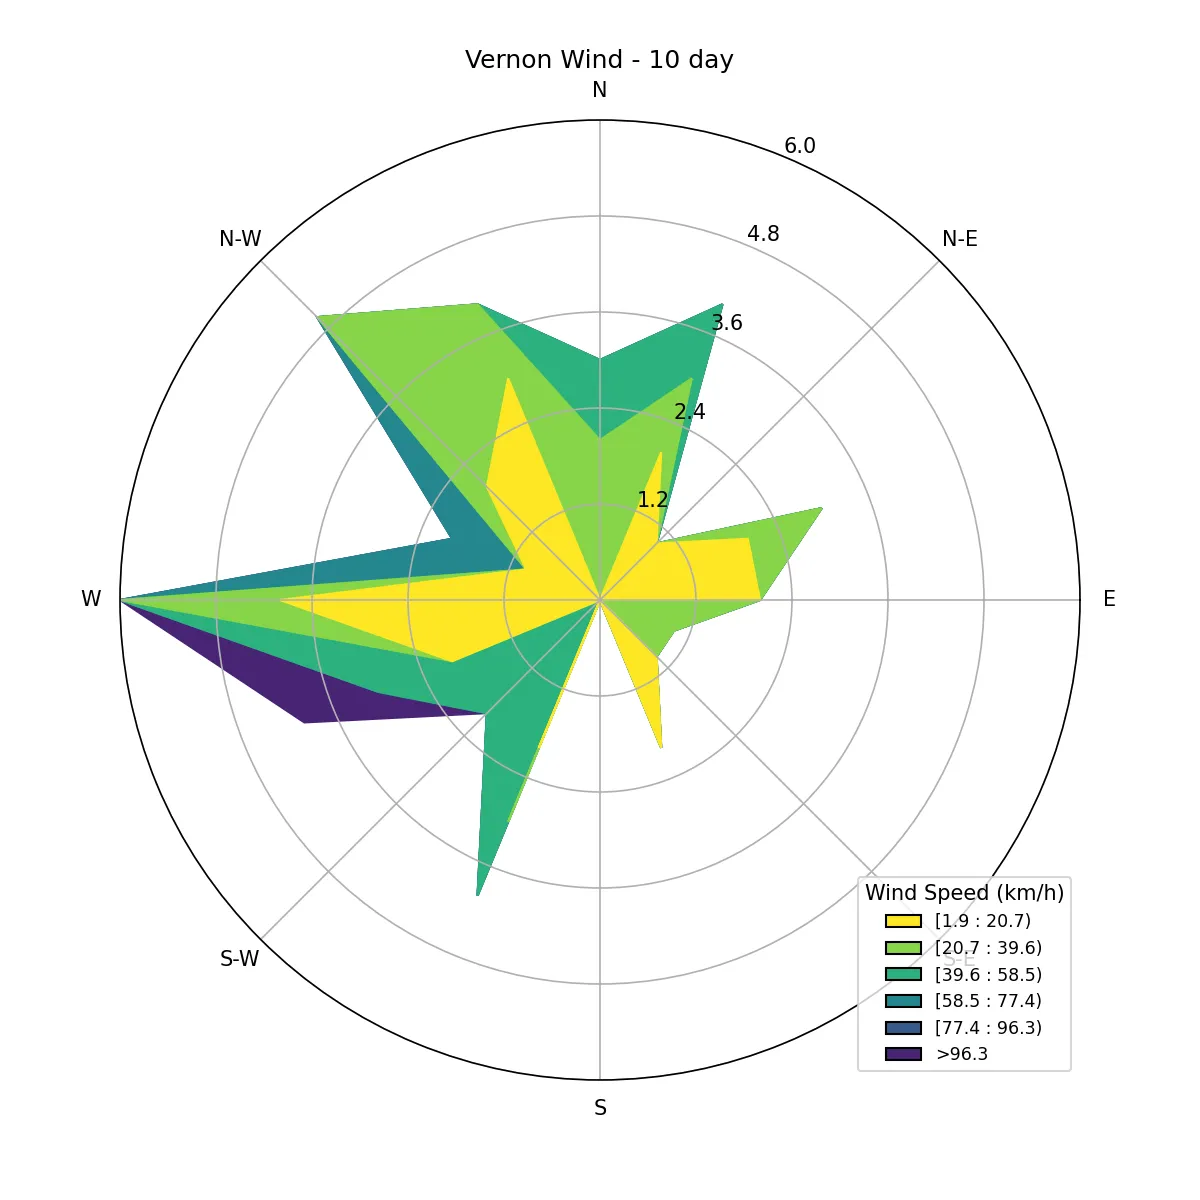 Vernon Wind - 10 day
N
6.0
4.8
N-W
N-E
3.6
2.4
1.2
W
E
Wind Speed (km/h)
[1.9 : 20.7)
[20.7 : 39.6)
S-W
S-E
[39.6 : 58.5)
[58.5 : 77.4)
[77.4 : 96.3)
>96.3
S